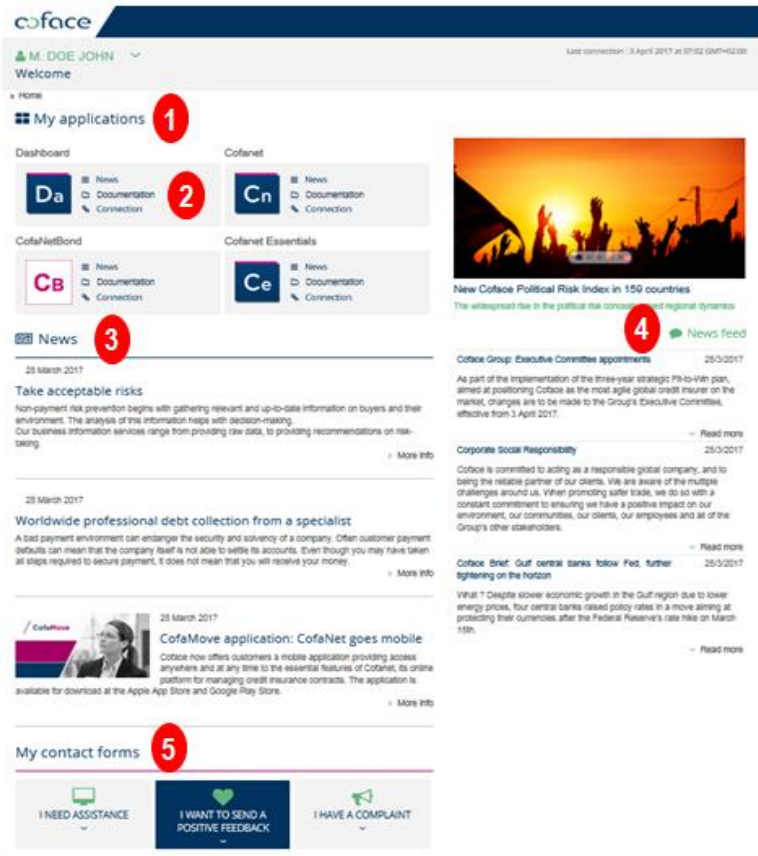 coface
M. DOE JOHN
Last connection : 3 April 2017 at 07:02 GMT+02:00
Welcome
Home
My applications
1
Dashboard
Cofanet
Da
News
Documentation
Connection
2
Cn
News
Documentation
Connection
CofaNetBond
Cofanet Essentials
CB
News
Documentation
Connection
Ce
News
Documentation
Connection
News
3
28 March 2017
Take acceptable risks
Non-payment risk prevention begins with gathering relevant and up-to-date information on buyers and their
environment. The analysis of this information helps with decision-making.
Our business information services range from providing raw data, to providing recommendations on risk-
taking.
More info
28 March 2017
Worldwide professional debt collection from a specialist
A bad payment environment can endanger the security and solvency of a company. Often customer payment
defaults can mean that the company itself is not able to settle its accounts. Even though you may have taken
all steps required to secure payment, it does not mean that you will receive your money.
More info
CofaMove
28 March 2017
CofaMove application: CofaNet goes mobile
Coface now offers customers a mobile application providing access
anywhere and at any time to the essential features of Cofanet, its online
platform for managing credit insurance contracts. The application is
available for download at the Apple App Store and Google Play Store.
More info
My contact forms
5
I NEED ASSISTANCE
I WANT TO SEND A
POSITIVE FEEDBACK
I HAVE A COMPLAINT
New Coface Political Risk Index in 159 countries
The widespread rise in the political risk regional dynamics
4
News feed
Coface Group: Executive Committee appointments 28/3/2017
As part of the implementation of the three-year strategic Fit-to-Win plan,
aimed at positioning Coface as the most agile global credit insurer on the
market, changes are to be made to the Group's Executive Committee,
effective from 3 April 2017.
Read more
Corporate Social Responsibility 28/3/2017
Coface is committed to acting as a responsible global company, and to
being the reliable partner of our clients. We are aware of the multiple
challenges around us. When promoting safer trade, we do so with a
constant commitment to ensuring we have a positive impact on our
environment, our communities, our clients, our employees and all of the
Group's other stakeholders.
Read more
Coface Brief: Gulf central banks follow Fed, further 28/3/2017
tightening on the horizon
What ? Despite slower economic growth in the Gulf region due to lower
energy prices, four central banks raised policy rates in a move aiming at
protecting their currencies after the Federal Reserve's rate hike on March
15th.
Read more